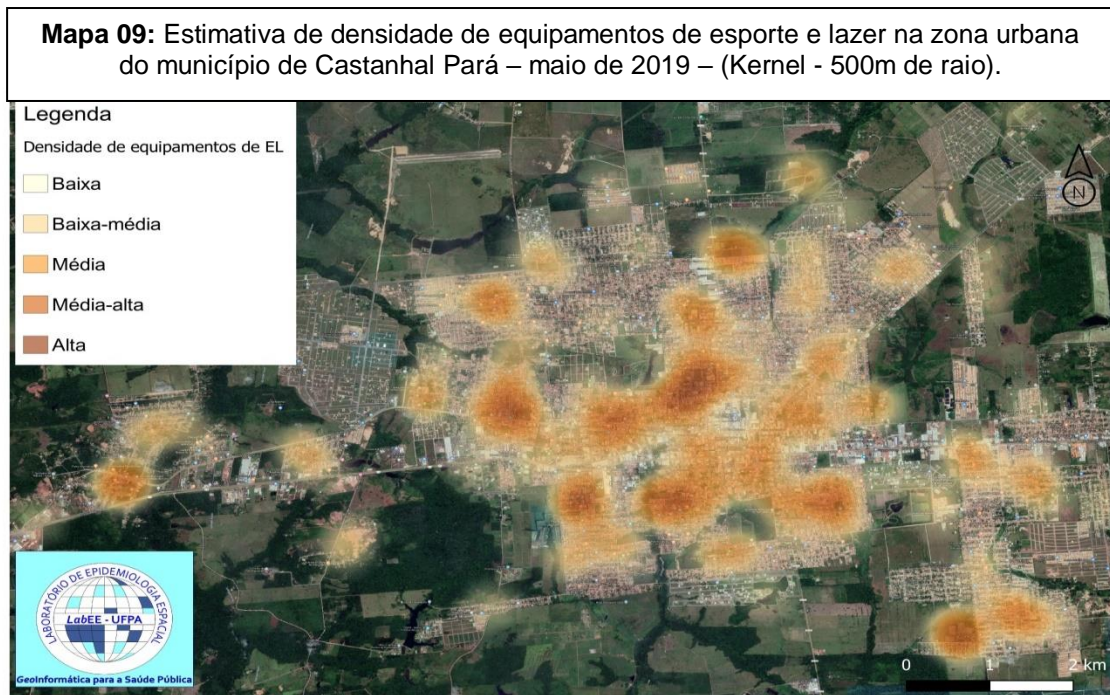 Mapa 09: Estimativa de densidade de equipamentos de esporte e lazer na zona urbana
do município de Castanhal Pará – maio de 2019 – (Kernel - 500m de raio).
Legenda
Densidade de equipamentos de EL
Baixa
Baixa-média
Média
Média-alta
Alta
N
LABORATÓRIO DE EPIDEMIOLOGIA ESPACIAL
LabEE - UFPA
GeoInformática para a Saúde Pública
0 1 2 km